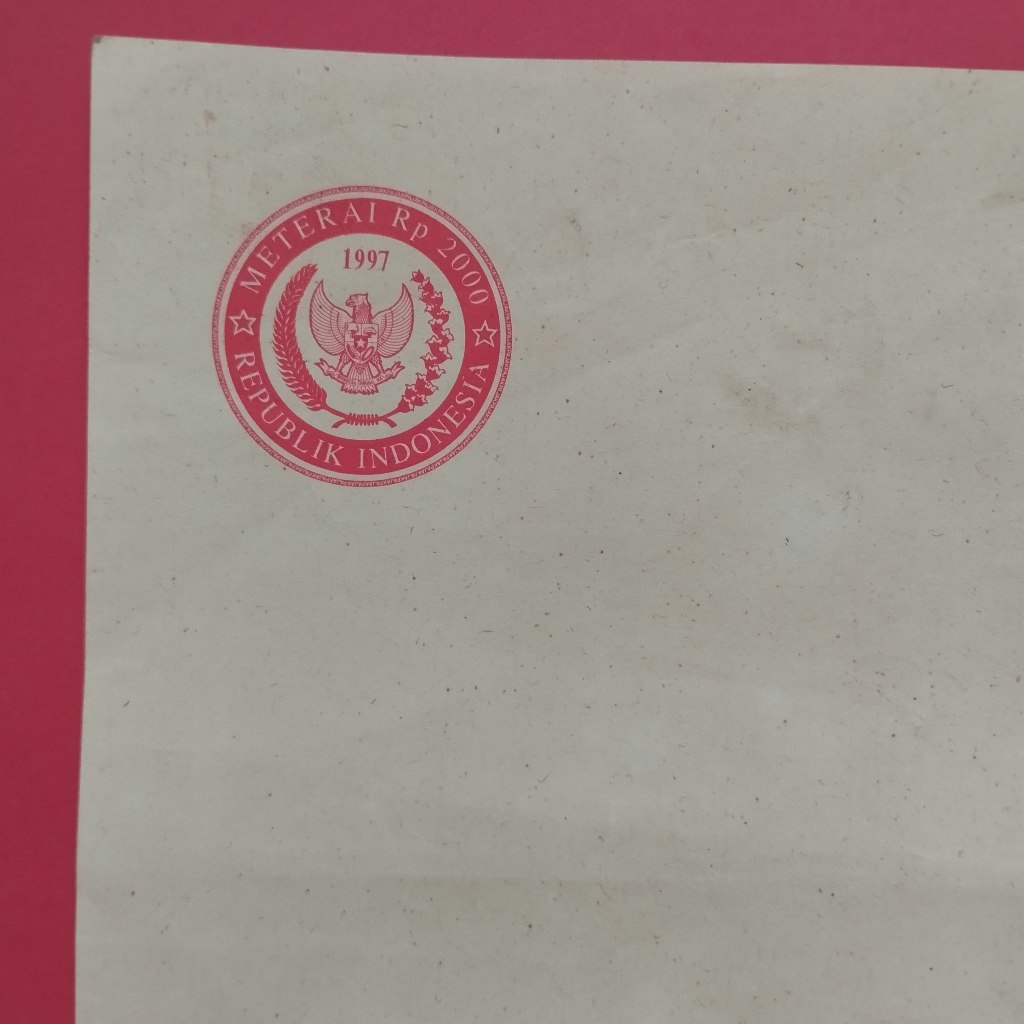 METERAI Rp 2000
1997
REPUBLIK INDONESIA